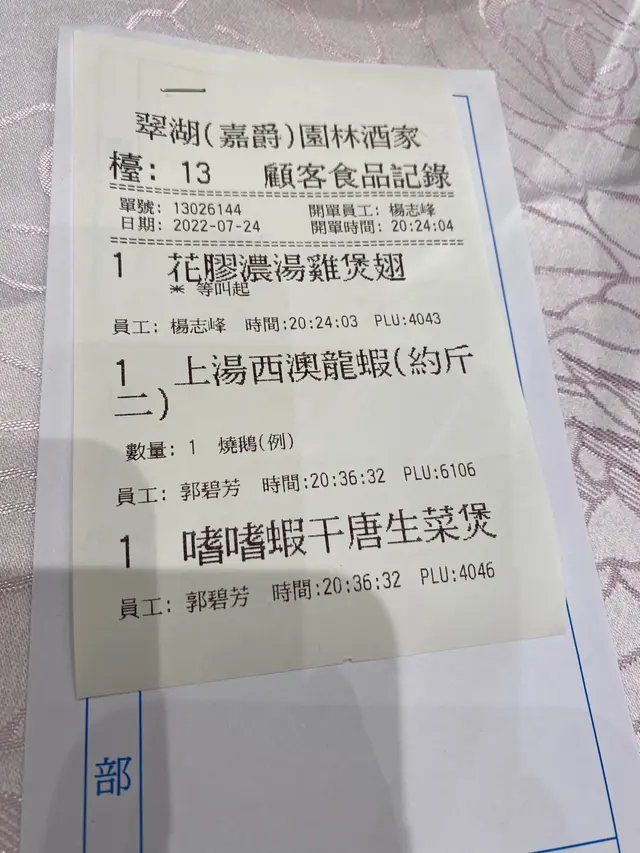 翠湖(嘉爵)園林酒家
檯: 13 顧客食品記錄
單號: 13026144 開單員工: 楊志峰
日期: 2022-07-24 開單時間: 20:24:04
1 花膠濃湯雞煲翅
* 等叫起
員工: 楊志峰 時間:20:24:03 PLU:4043
1 上湯西澳龍蝦(約斤
二)
數量: 1 燒鵝(例)
員工: 郭碧芳 時間:20:36:32 PLU:6106
1 嗜嗜蝦干唐生菜煲
員工: 郭碧芳 時間:20:36:32 PLU:4046
部